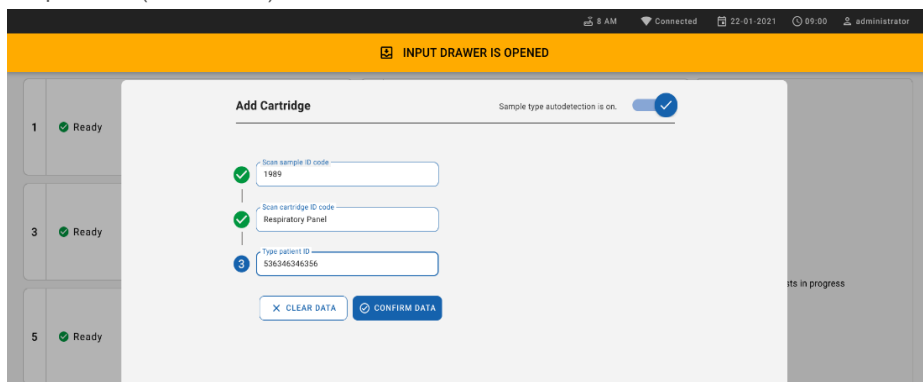 8 AM Connected 22-01-2021 09:00 administrator
INPUT DRAWER IS OPENED
Add Cartridge Sample type autodetection is on.
1 Ready
Scan sample ID code
1989
Scan cartridge ID code
Respiratory Panel
3 Ready
Type patient ID
3 536346346356
sts in progress
CLEAR DATA CONFIRM DATA
5 Ready